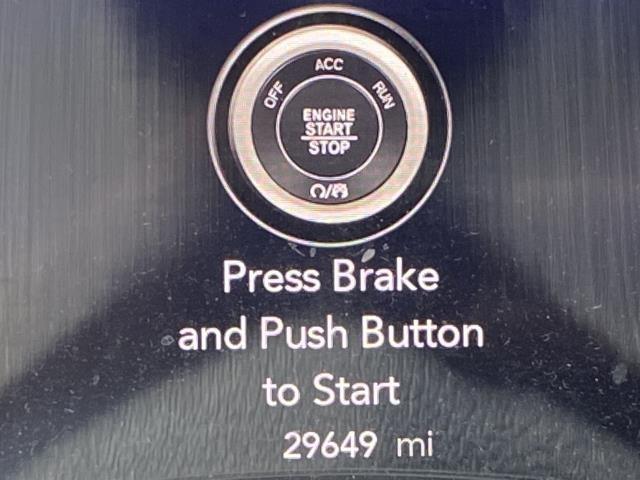 ACC
OFF
RUN
ENGINE
START
STOP
Press Brake
and Push Button
to Start
29649 mi